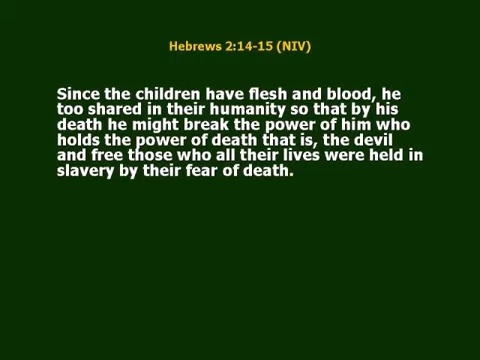 Hebrews 2:14-15 (NIV)
Since the children have flesh and blood, he
too shared in their humanity so that by his
death he might break the power of him who
holds the power of death that is, the devil
and free those who all their lives were held in
slavery by their fear of death.